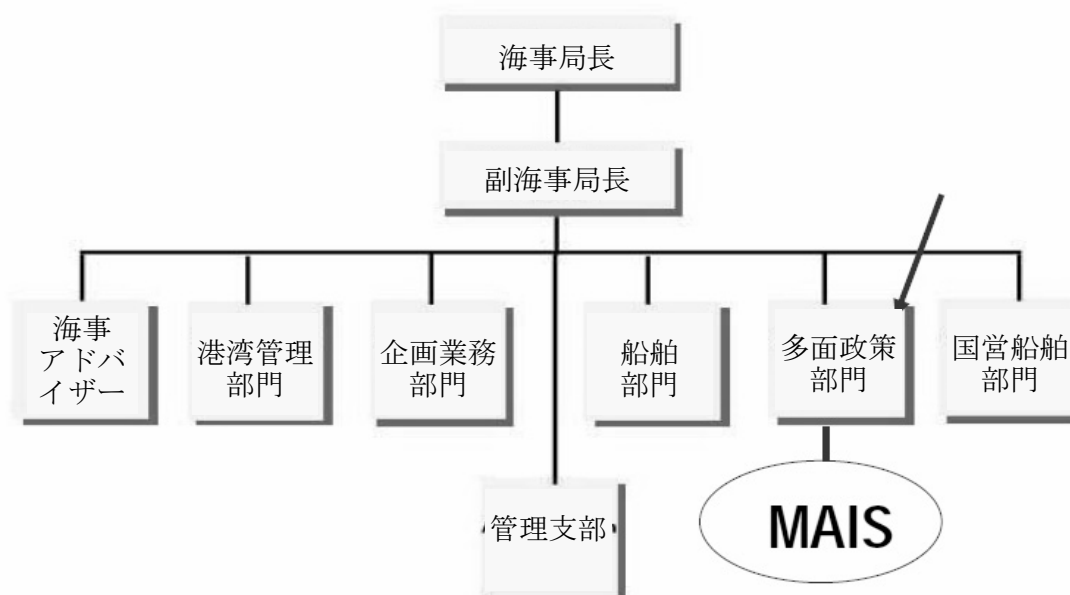 海事局長
副海事局長
海事
アドバ
イザー
港湾管理
部門
企画業務
部門
船舶
部門
多面政策
部門
国営船舶
部門
管理支部
MAIS